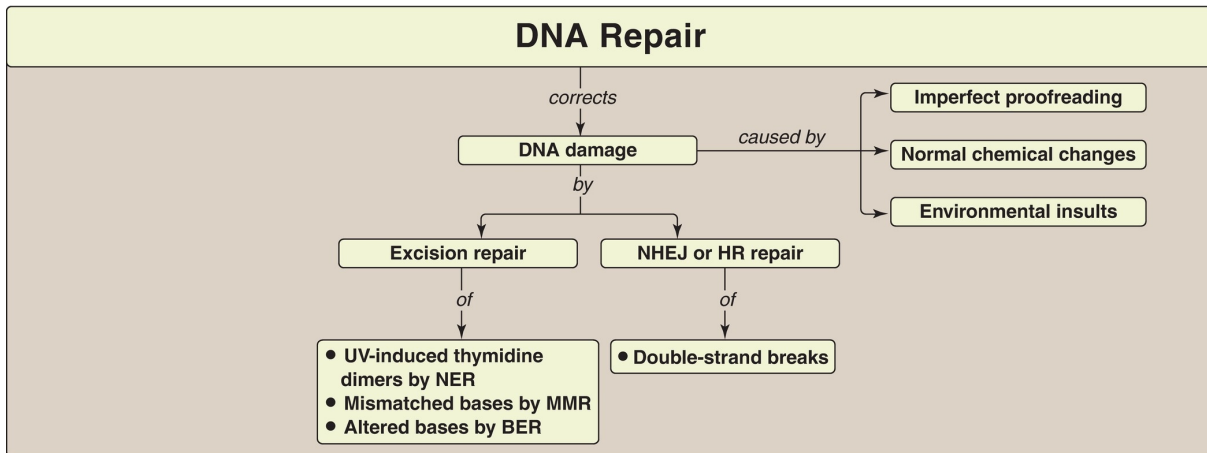 DNA Repair
corrects
DNA damage
caused by
Imperfect proofreading
Normal chemical changes
Environmental insults
by
Excision repair
NHEJ or HR repair
of
of
● UV-induced thymidine
dimers by NER
● Mismatched bases by MMR
● Altered bases by BER
● Double-strand breaks